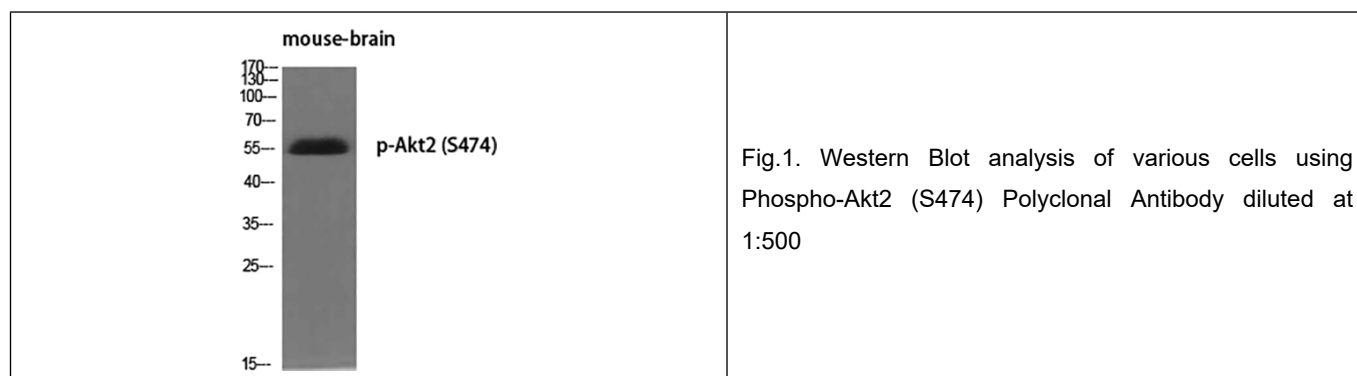 mouse-brain
170---
130---
100---
70---
55---
p-Akt2 (S474)
40---
35---
25---
15---
Fig.1. Western Blot analysis of various cells using
Phospho-Akt2 (S474) Polyclonal Antibody diluted at
1:500